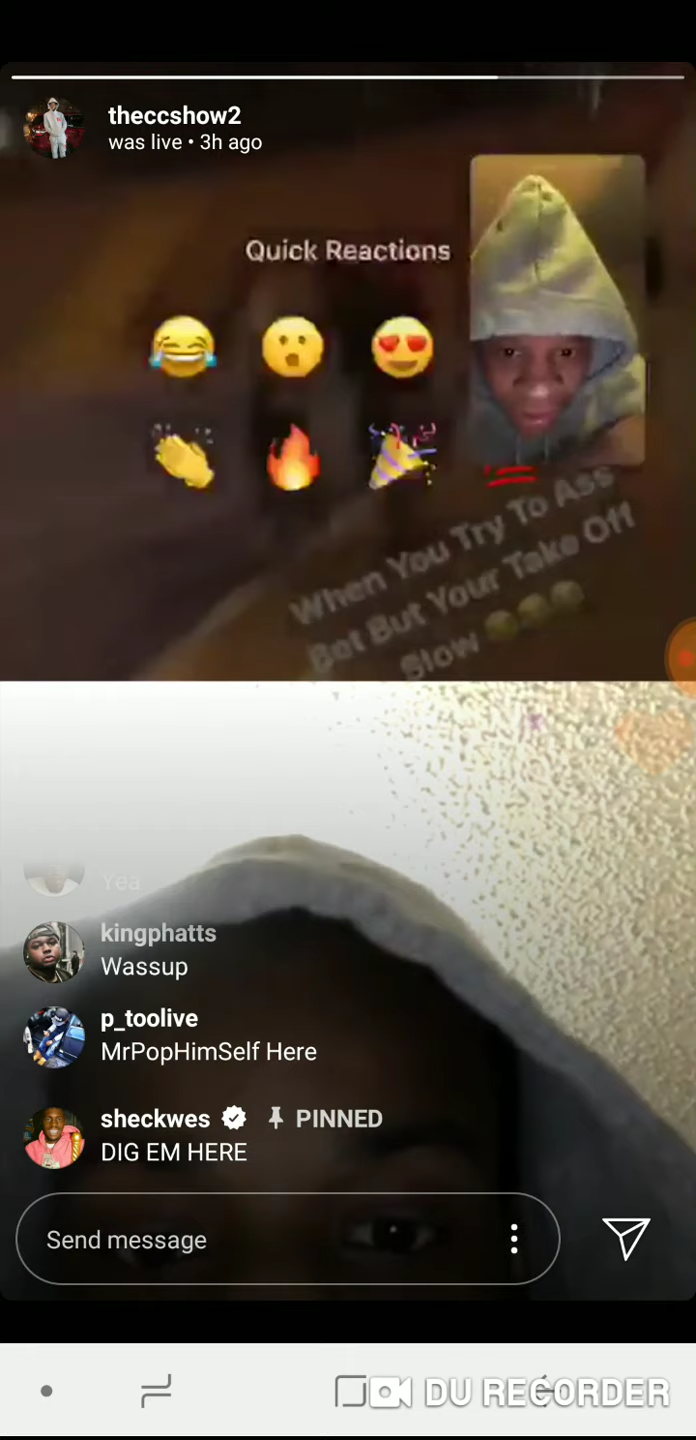 theccshow2
was live • 3h ago
Quick Reactions
When You Try To Ass
Bet But Your Take Off
Slow
Yea
kingphatts
Wassup
p_toolive
MrPopHimSelf Here
sheckwes PINNED
DIG EM HERE
Send message
DU RECORDER